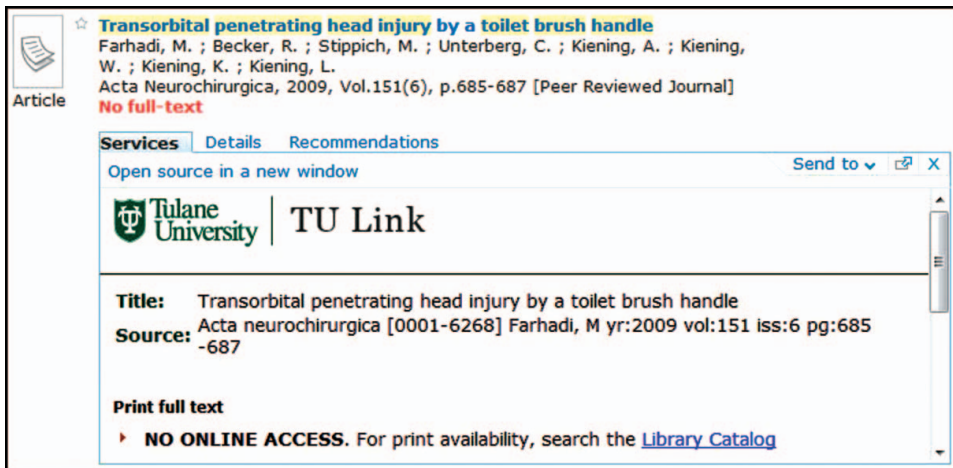 Transorbital penetrating head injury by a toilet brush handle
Farhadi, M. ; Becker, R. ; Stippich, M. ; Unterberg, C. ; Kiening, A. ; Kiening,
W. ; Kiening, K. ; Kiening, L.
Acta Neurochirurgica, 2009, Vol.151(6), p.685-687 [Peer Reviewed Journal]
Article
No full-text
Services Details Recommendations
Open source in a new window Send to X
Tulane University TU Link
Title: Transorbital penetrating head injury by a toilet brush handle
Source: Acta neurochirurgica [0001-6268] Farhadi, M yr:2009 vol:151 iss:6 pg:685
-687
Print full text
NO ONLINE ACCESS. For print availability, search the Library Catalog